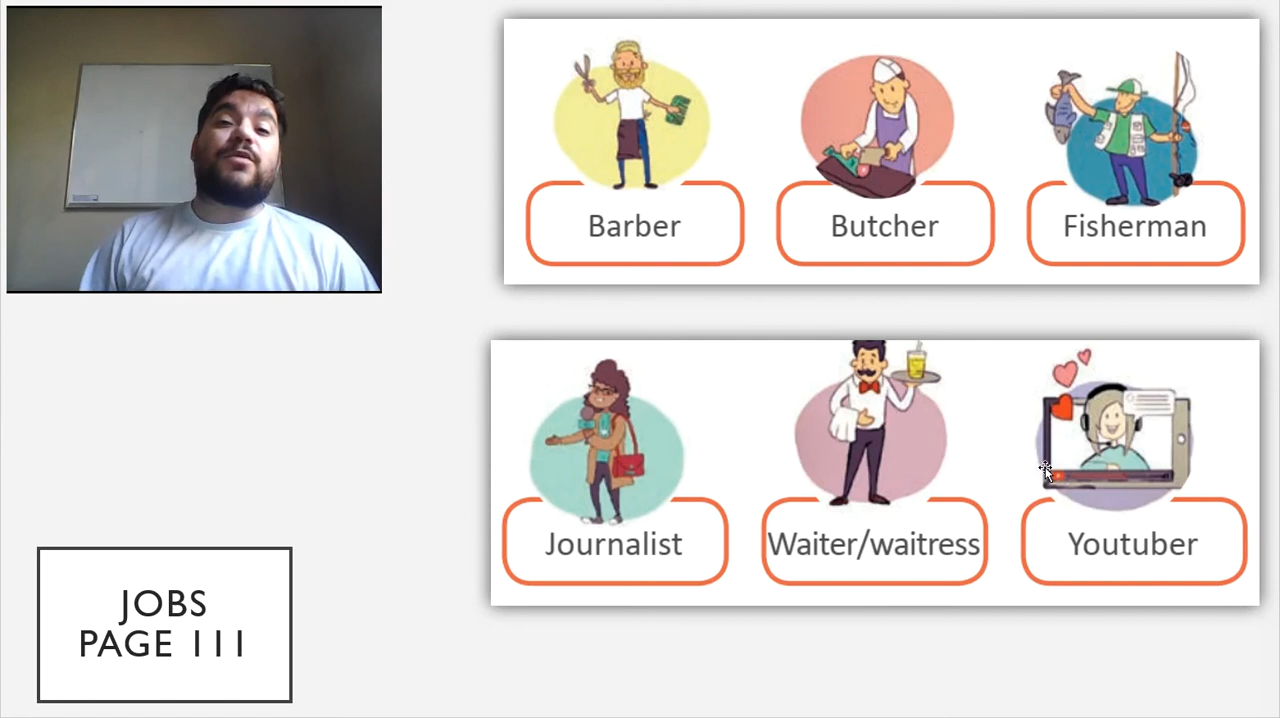 Barber
Butcher
Fisherman
Journalist
Waiter/waitress
Youtuber
JOBS
PAGE 111